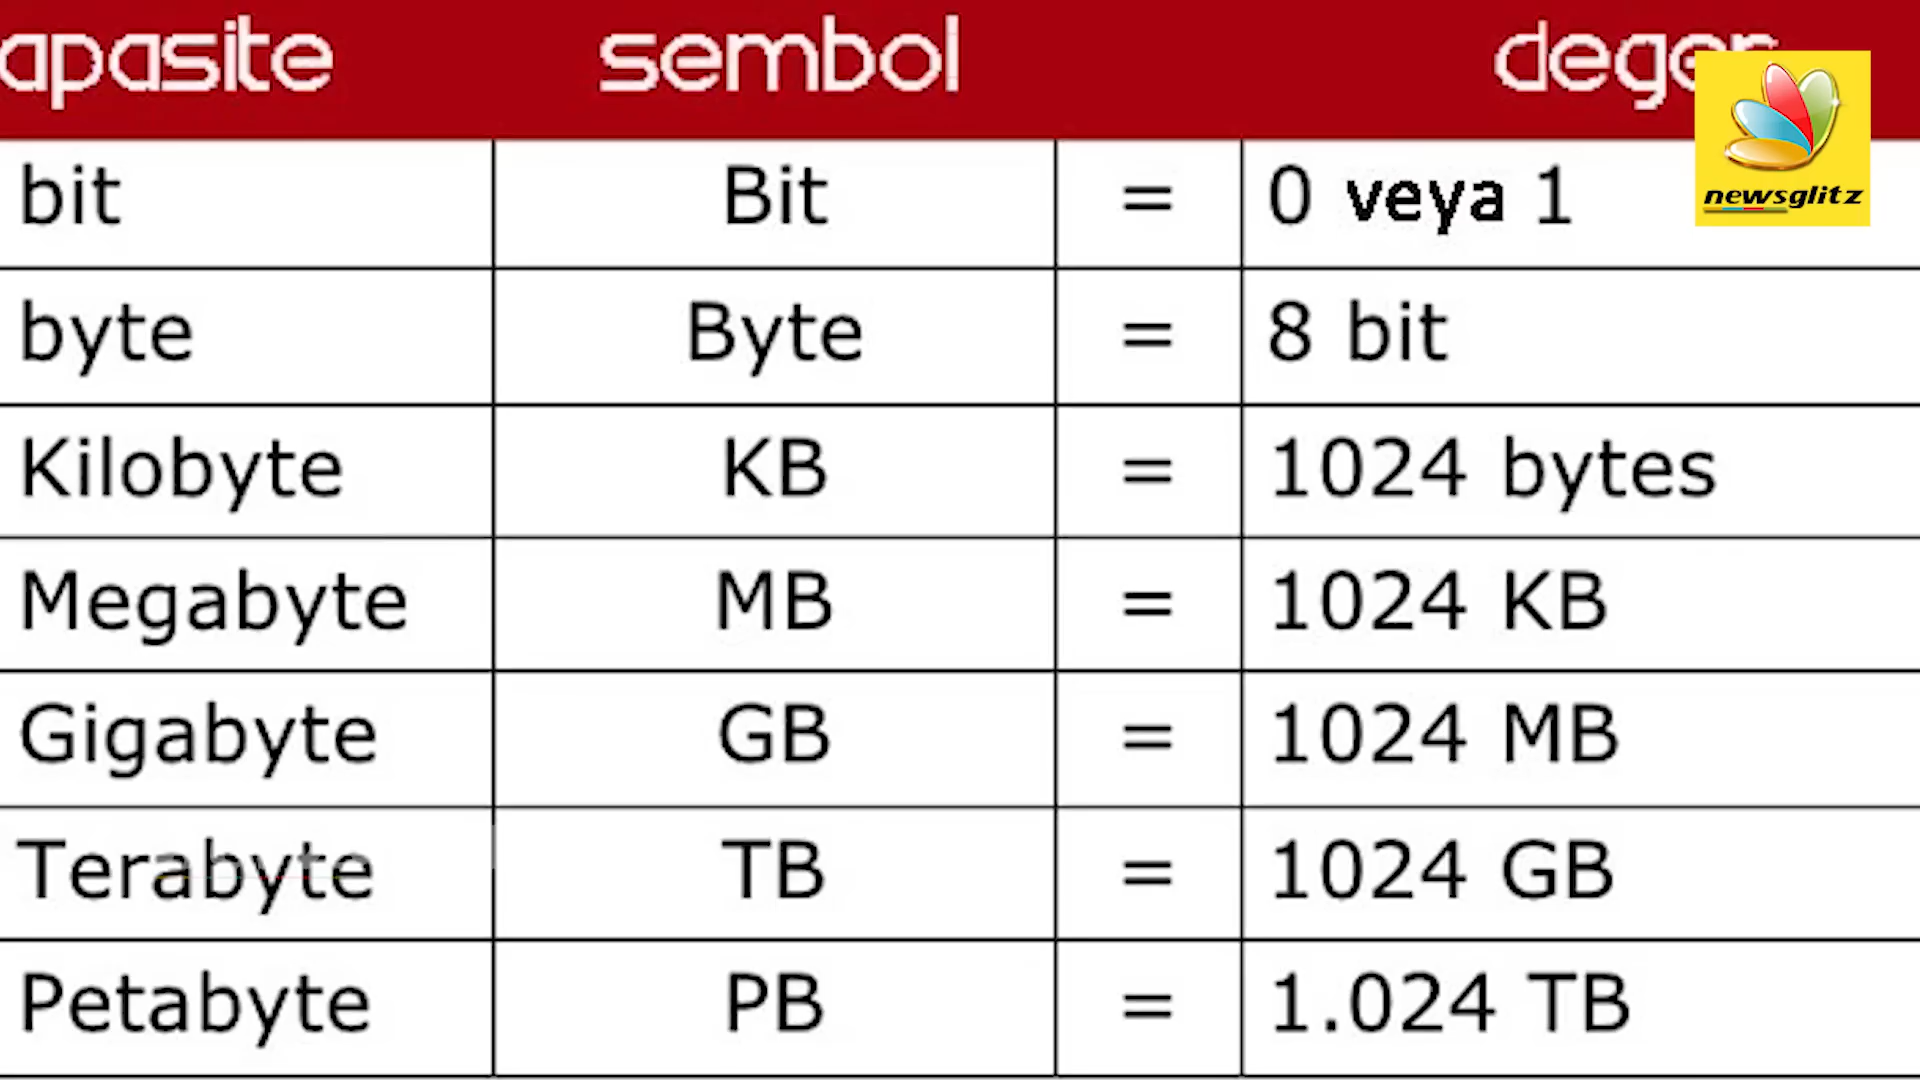 apasite sembol deger
bit Bit = 0 veya 1
newsglitz
byte Byte = 8 bit
Kilobyte KB = 1024 bytes
Megabyte MB = 1024 KB
Gigabyte GB = 1024 MB
Terabyte TB = 1024 GB
Petabyte PB = 1.024 TB